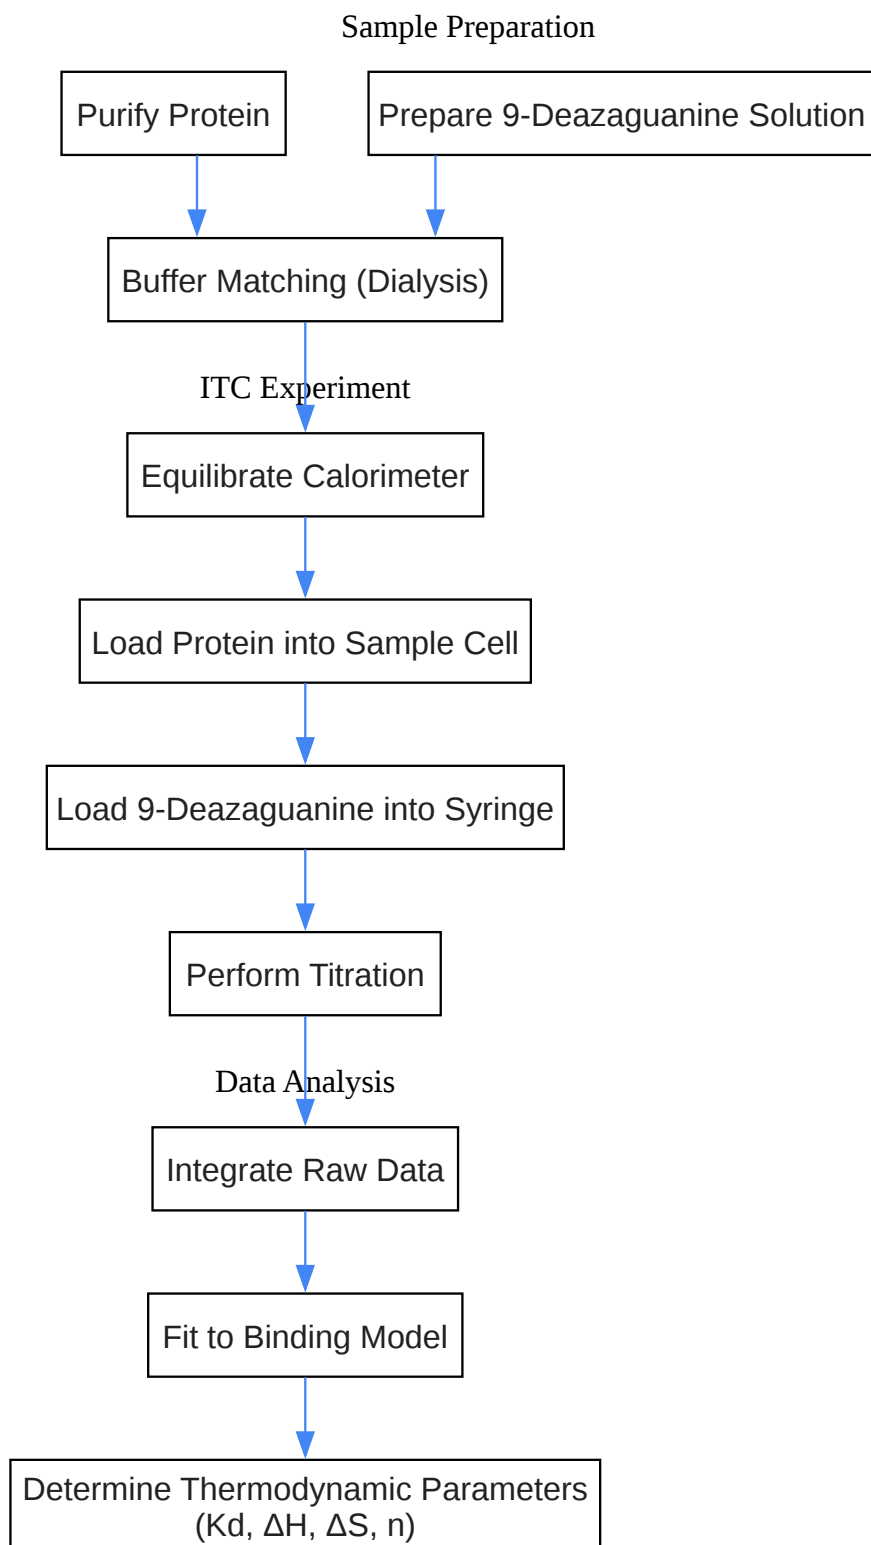 Sample Preparation
Purify Protein
Prepare 9-Deazaguanine Solution
Buffer Matching (Dialysis)
ITC Experiment
Equilibrate Calorimeter
Load Protein into Sample Cell
Load 9-Deazaguanine into Syringe
Perform Titration
Data Analysis
Integrate Raw Data
Fit to Binding Model
Determine Thermodynamic Parameters
(Kd, ΔH, ΔS, n)